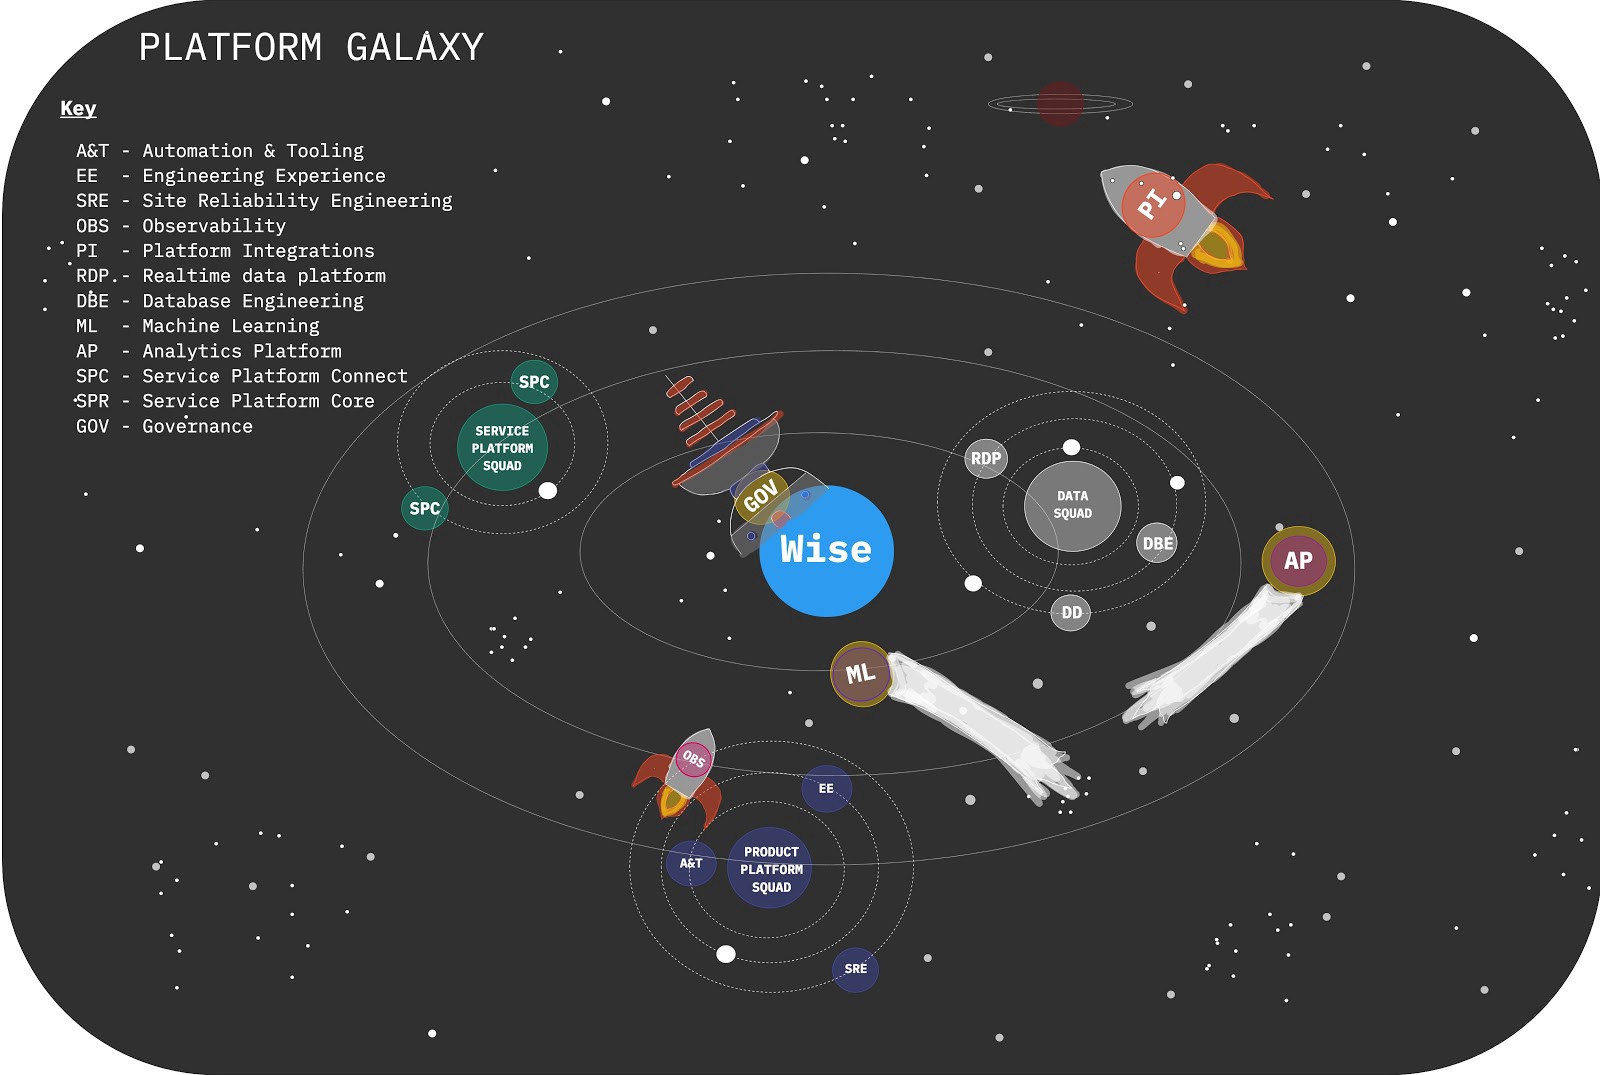 PLATFORM GALAXY
Key
A&T - Automation & Tooling
EE - Engineering Experience
SRE - Site Reliability Engineering
OBS - Observability
PI - Platform Integrations
RDP - Realtime data platform
DBE - Database Engineering
ML - Machine Learning
AP - Analytics Platform
SPC - Service Platform Connect
SPR - Service Platform Core
GOV - Governance
PI
SPC
SERVICE
PLATFORM
SQUAD
SPC
GOV
Wise
RDP
DATA
SQUAD
DBE
DD
AP
ML
OBS
EE
A&T
PRODUCT
PLATFORM
SQUAD
SRE